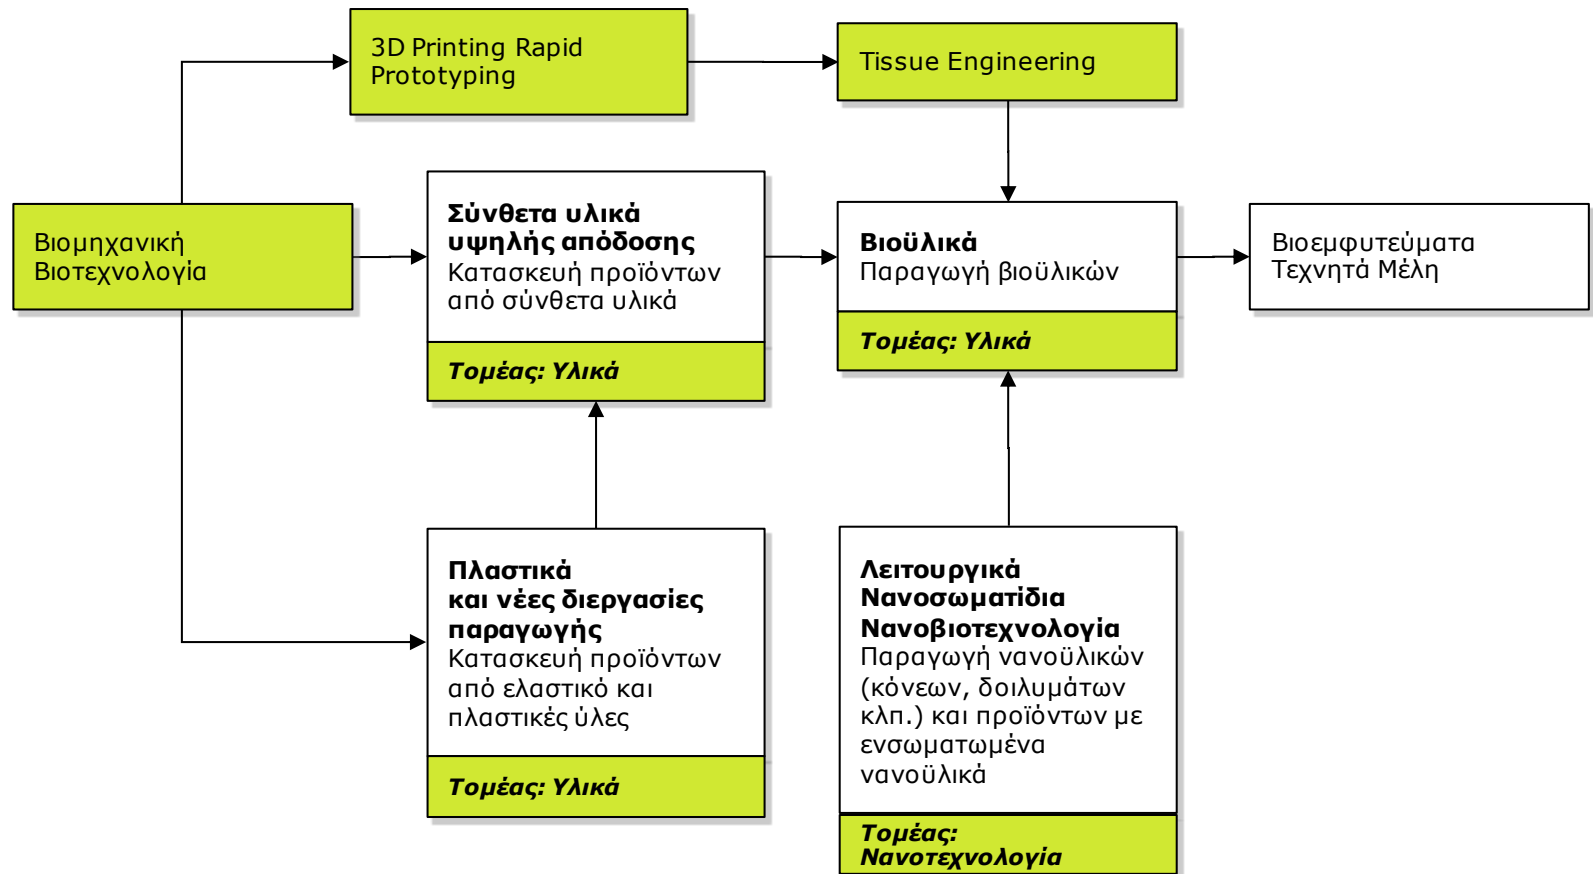 3D Printing Rapid
Prototyping
Tissue Engineering
Βιομηχανική
Βιοτεχνολογία
Σύνθετα υλικά
υψηλής απόδοσης
Κατασκευή προϊόντων
από σύνθετα υλικά
Τομέας: Υλικά
Βιοϋλικά
Παραγωγή βιοϋλικών
Τομέας: Υλικά
Βιοεμφυτεύματα
Τεχνητά Μέλη
Πλαστικά
και νέες διεργασίες
παραγωγής
Κατασκευή προϊόντων
από ελαστικό και
πλαστικές ύλες
Τομέας: Υλικά
Λειτουργικά
Νανοσωματίδια
Νανοβιοτεχνολογία
Παραγωγή νανοϋλικών
(κόνεων, δοιλυμάτων
κλπ.) και προϊόντων με
ενσωματωμένα
νανοϋλικά
Τομέας:
Νανοτεχνολογία